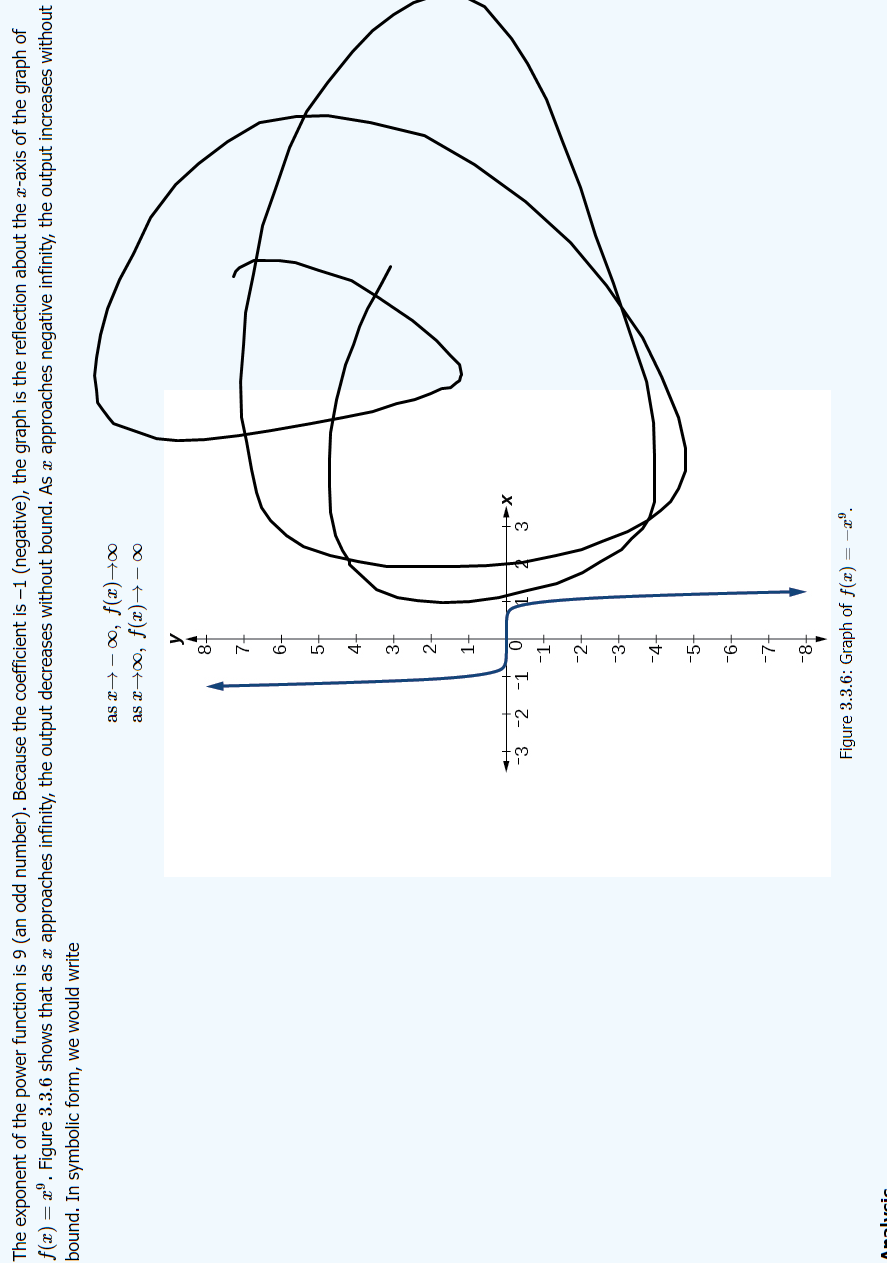 The exponent of the power function is 9 (an odd number). Because the coefficient is –1 (negative), the graph is the reflection about the x-axis of the graph of
f(x) = x⁹. Figure 3.3.6 shows that as x approaches infinity, the output decreases without bound. As x approaches negative infinity, the output increases without
bound. In symbolic form, we would write
as x→−∞, f(x)→∞
as x→∞, f(x)→−∞
y
8
7
6
5
4
3
2
1
0
-1
-2
-3
-4
-5
-6
-7
-8
-3 -2 -1 1 2 3 x
Figure 3.3.6: Graph of f(x) = −x⁹.
Analysis